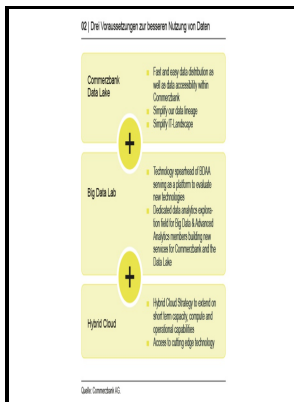 02 | Drei Voraussetzungen zur besseren Nutzung von Daten
Commerzbank
Data Lake
Fast and easy data distribution as
well as data accessibility within
Commerzbank
Simplify our data lineage
Simplify IT-Landscape
+
Big Data Lab
Technology spearhead of BDAA
serving as a platform to evaluate
new technologies
Dedicated data analytics explora-
tion field for Big Data & Advanced
Analytics members building new
services for Commerzbank and the
Data Lake
+
Hybrid Cloud
Hybrid Cloud Strategy to extend on
short term capacity, compute and
operational capabilities
Access to cutting edge technology
Quelle: Commerzbank AG.